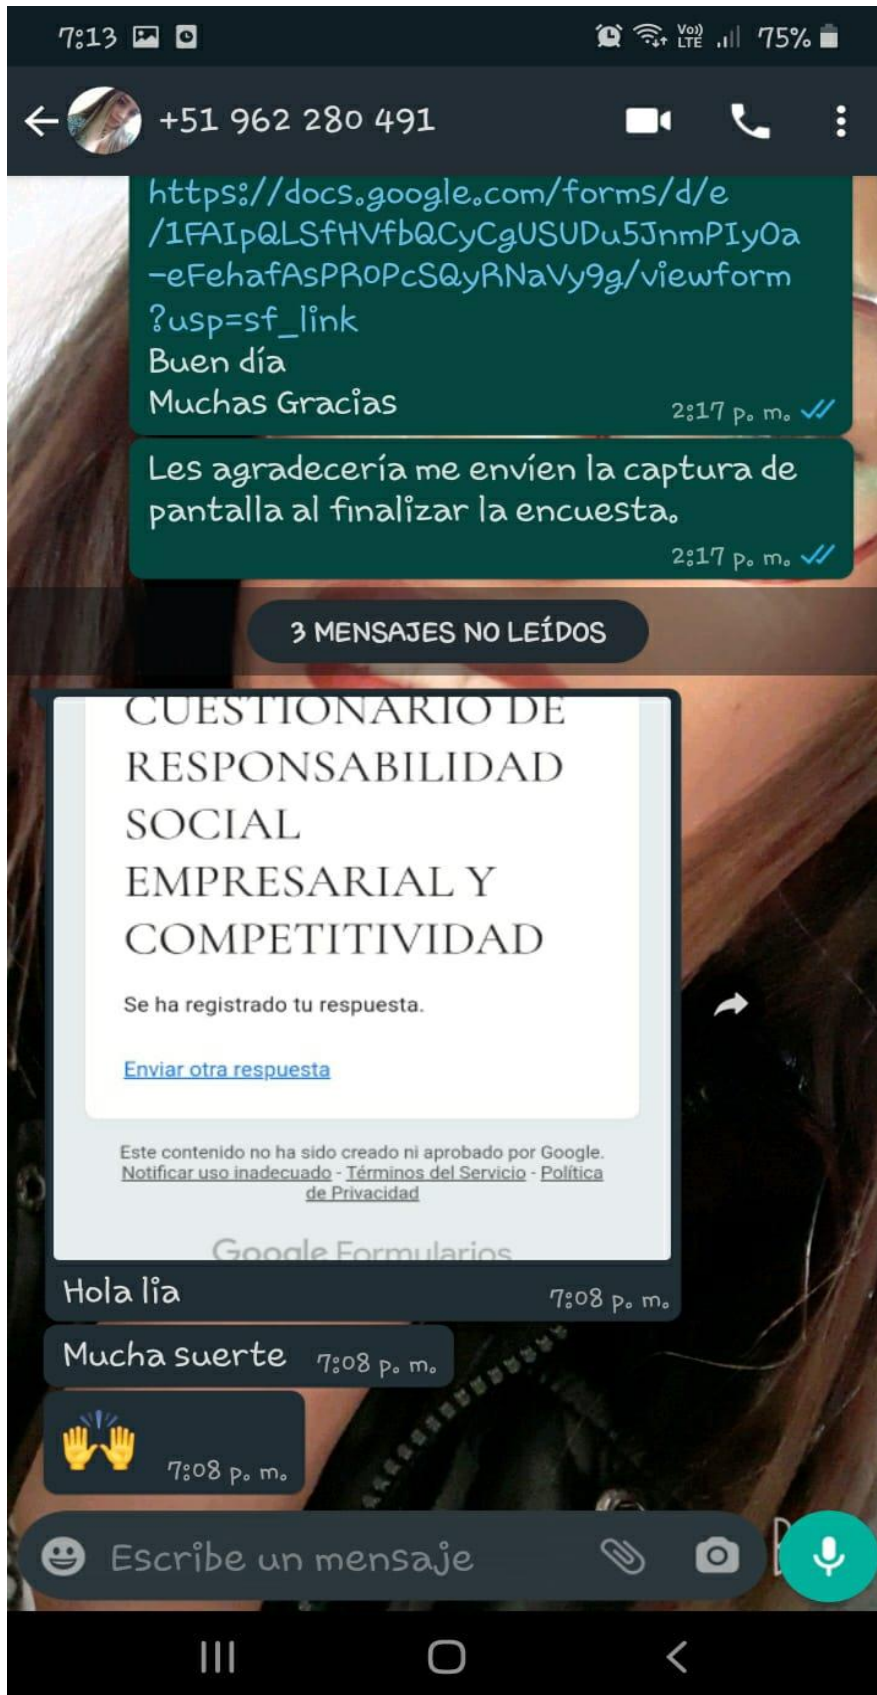 7:13 Vo)) LTE 75%
+51 962 280 491
https://docs.google.com/forms/d/e
/1FAIpQLSfHVfbQCyCgUSUDu5JnmPIyOa
-eFehafAsPR0PcSQyRNaVy9g/viewform
?usp=sf_link
Buen día
Muchas Gracias 2:17 p. m.
Les agradecería me envíen la captura de
pantalla al finalizar la encuesta.
2:17 p. m.
3 MENSAJES NO LEÍDOS
CUESTIONARIO DE
RESPONSABILIDAD
SOCIAL
EMPRESARIAL Y
COMPETITIVIDAD
Se ha registrado tu respuesta.
Enviar otra respuesta
Este contenido no ha sido creado ni aprobado por Google.
Notificar uso inadecuado - Términos del Servicio - Política
de Privacidad
Google Formularios
Hola lia 7:08 p. m.
Mucha suerte 7:08 p. m.
7:08 p. m.
Escribe un mensaje